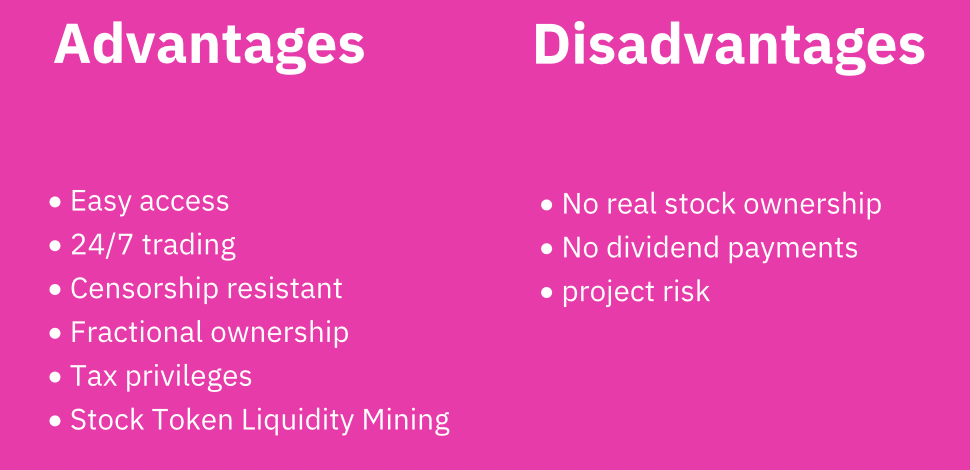 Advantages
• Easy access
• 24/7 trading
• Censorship resistant
• Fractional ownership
• Tax privileges
• Stock Token Liquidity Mining
Disadvantages
• No real stock ownership
• No dividend payments
• project risk